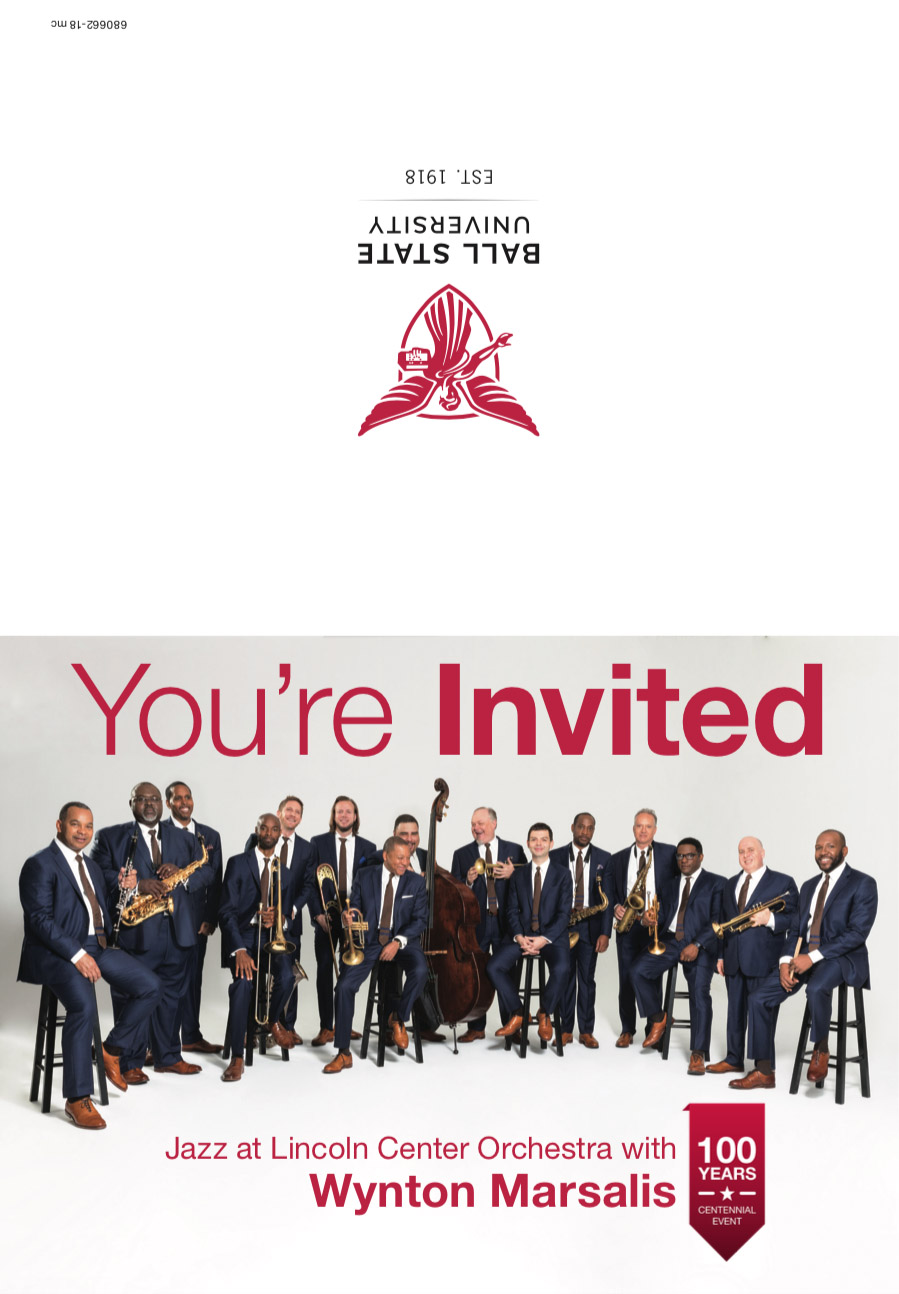 680662-18 mc
BALL STATE
UNIVERSITY
EST. 1918
You're Invited
Jazz at Lincoln Center Orchestra with
Wynton Marsalis
100
YEARS
CENTENNIAL
EVENT